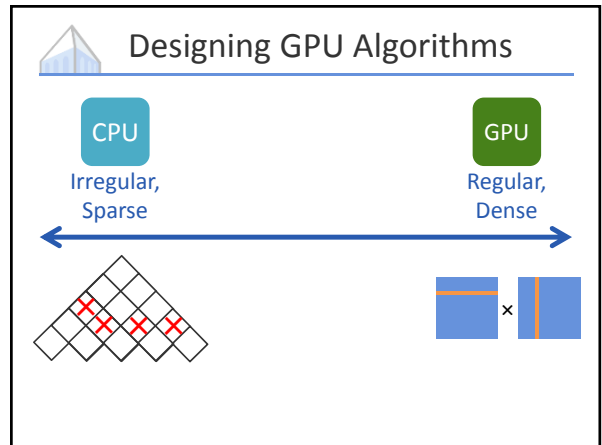 Designing GPU Algorithms
CPU
GPU
Irregular,
Sparse
Regular,
Dense
×